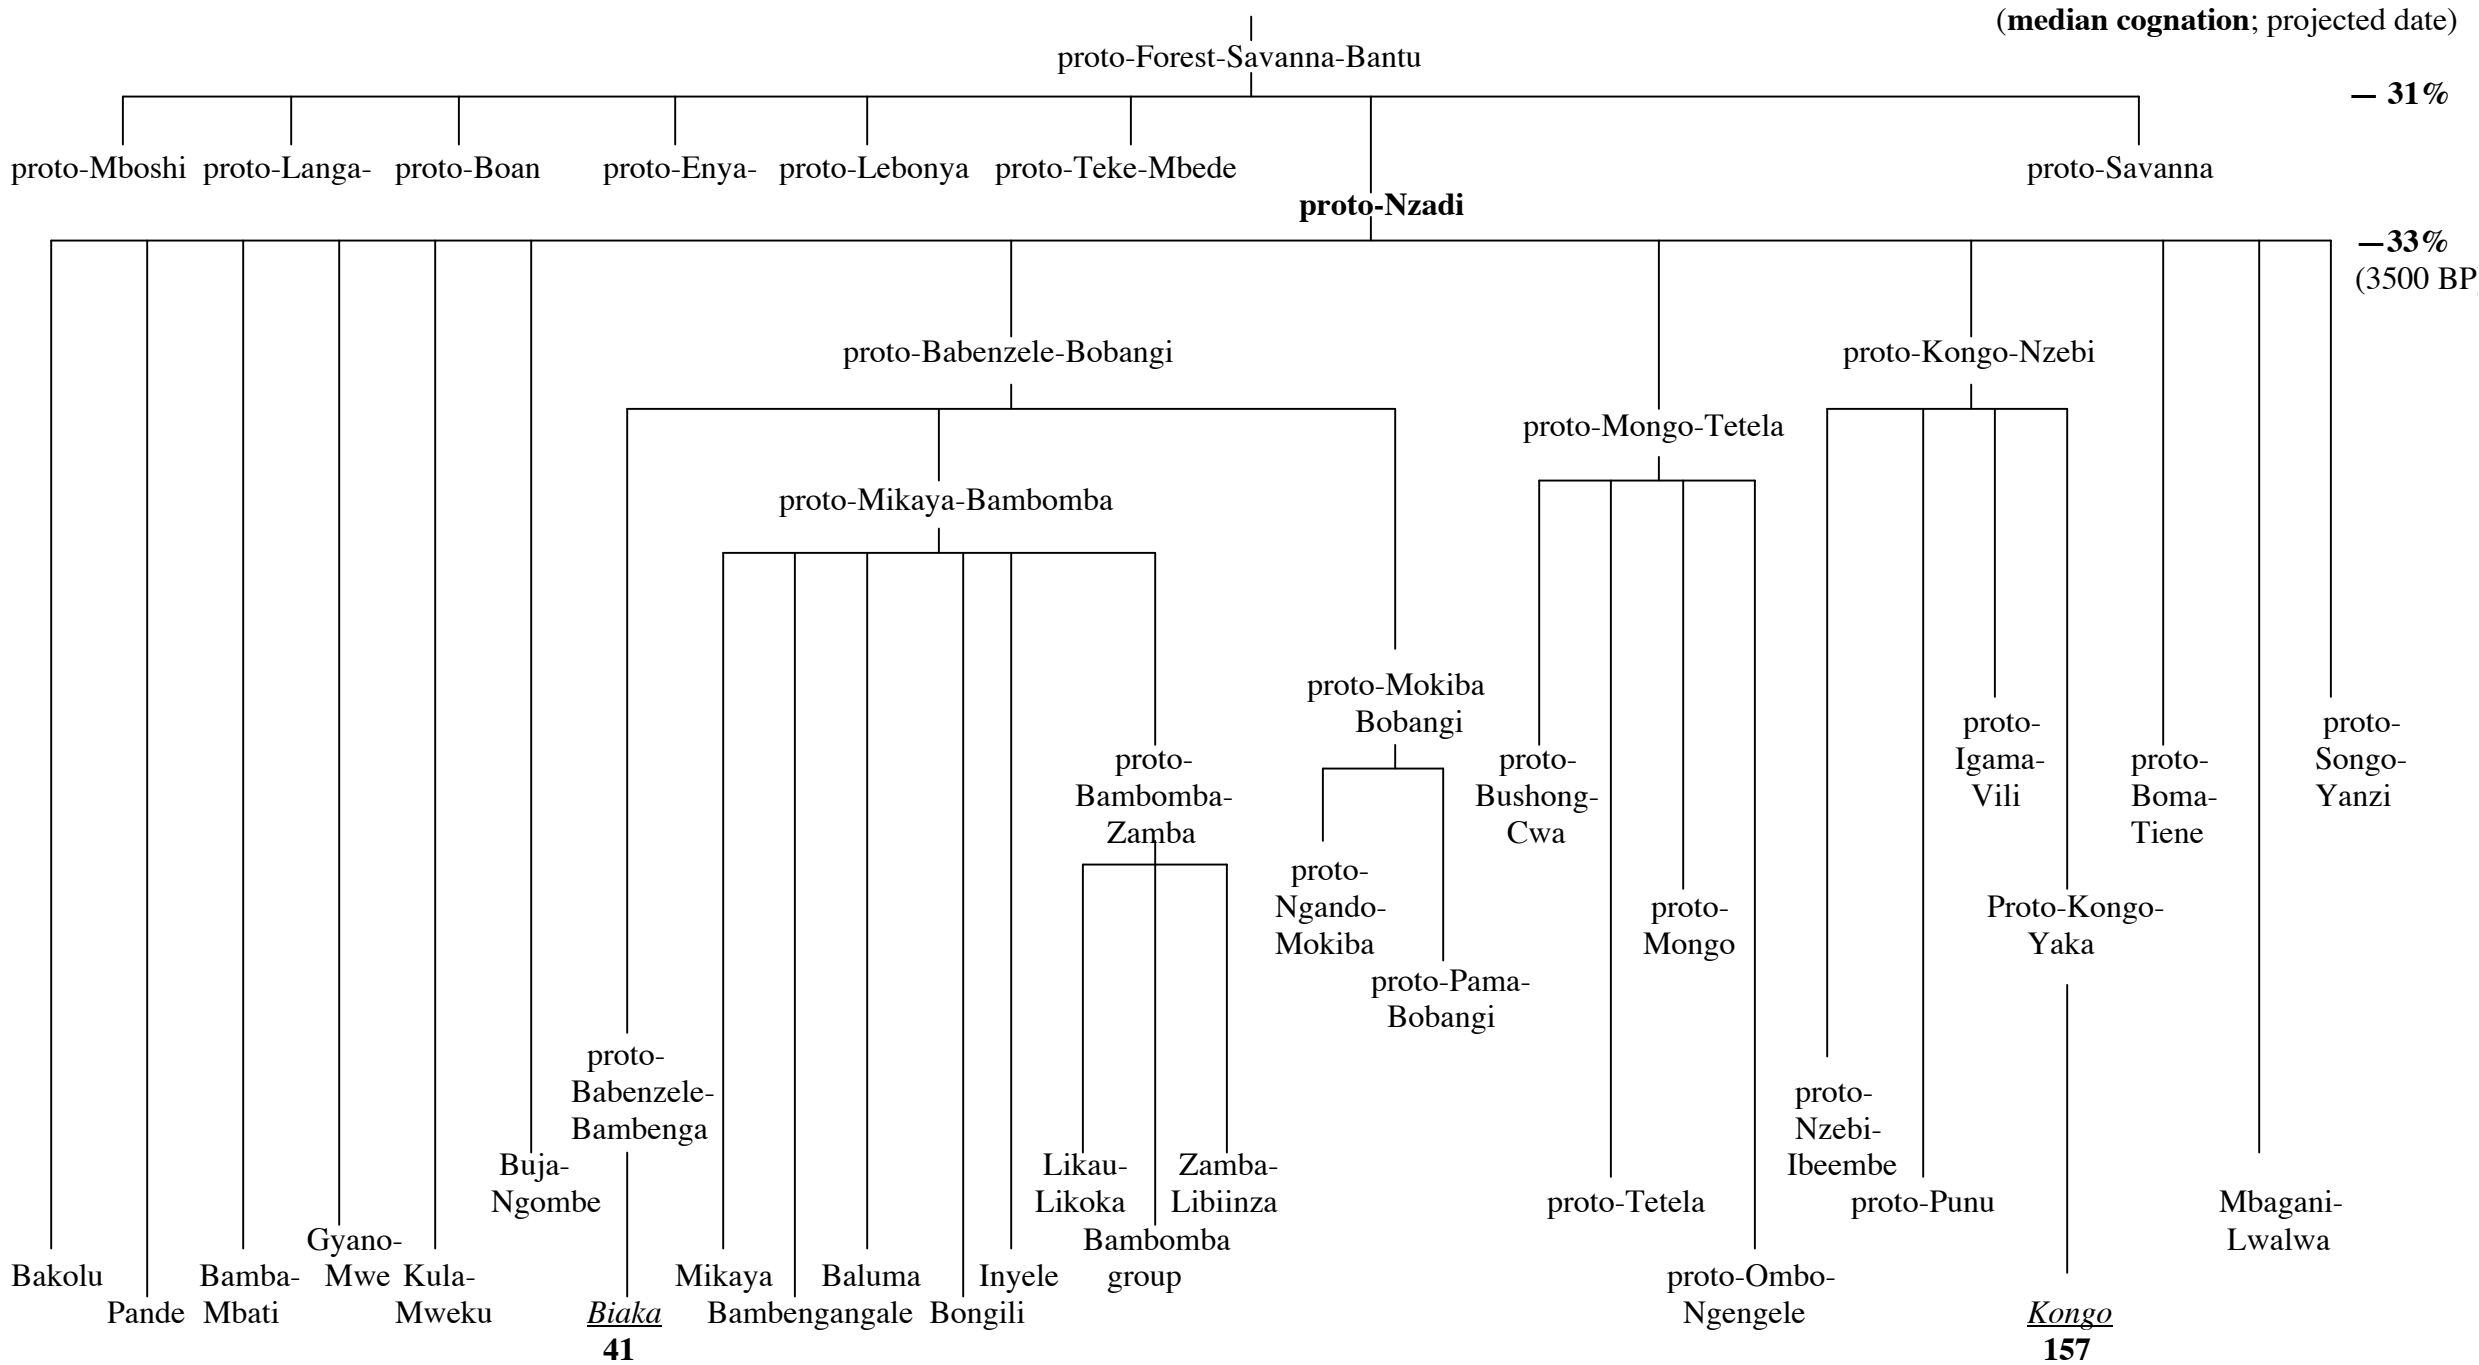 (median cognation; projected date)
proto-Forest-Savanna-Bantu
— 31%
proto-Mboshi
proto-Langa-
proto-Boan
proto-Enya-
proto-Lebonya
proto-Teke-Mbede
proto-Savanna
proto-Nzadi
—33%
(3500 BP,
proto-Babenzele-Bobangi
proto-Kongo-Nzebi
proto-Mongo-Tetela
proto-Mikaya-Bambomba
proto-Mokiba
Bobangi
proto-
Igama-
Vili
proto-
Songo-
Yanzi
proto-
Bambomba-
Zamba
proto-
Bushong-
Cwa
proto-
Boma-
Tiene
proto-
Ngando-
Mokiba
proto-
Mongo
Proto-Kongo-
Yaka
proto-Pama-
Bobangi
proto-
Babenzele-
Bambenga
proto-
Nzebi-
Ibeembe
Buja-
Ngombe
Likau-
Likoka
Zamba-
Libiinza
proto-Tetela
proto-Punu
Mbagani-
Lwalwa
Gyano-
Mwe
Bambomba
group
Bakolu
Pande
Bamba-
Mbati
Kula-
Mweku
Biaka
41
Mikaya
Bambengangale
Baluma
Bongili
Inyele
proto-Ombo-
Ngengele
Kongo
157